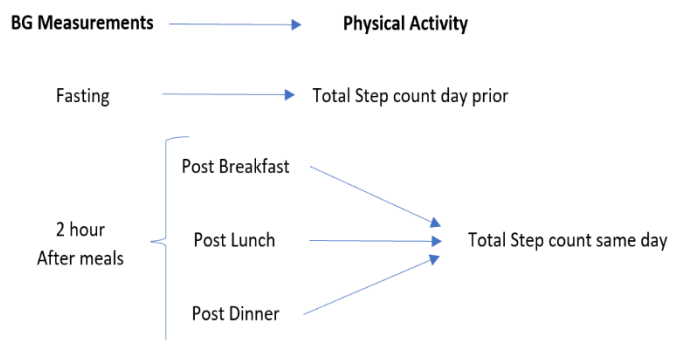 BG Measurements Physical Activity
Fasting Total Step count day prior
Post Breakfast
2 hour
After meals
Post Lunch Total Step count same day
Post Dinner